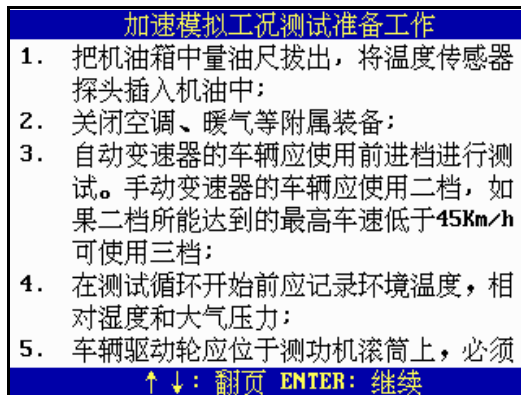 加速模拟工况测试准备工作
1. 把机油箱中量油尺拔出，将温度传感器
探头插入机油中；
2. 关闭空调、暖气等附属装备；
3. 自动变速器的车辆应使用前进档进行测
试。手动变速器的车辆应使用二档，如
果二档所能达到的最高车速低于45Km/h
可使用三档；
4. 在测试循环开始前应记录环境温度，相
对湿度和大气压力；
5. 车辆驱动轮应位于测功机滚筒上，必须
↑↓：翻页 ENTER：继续